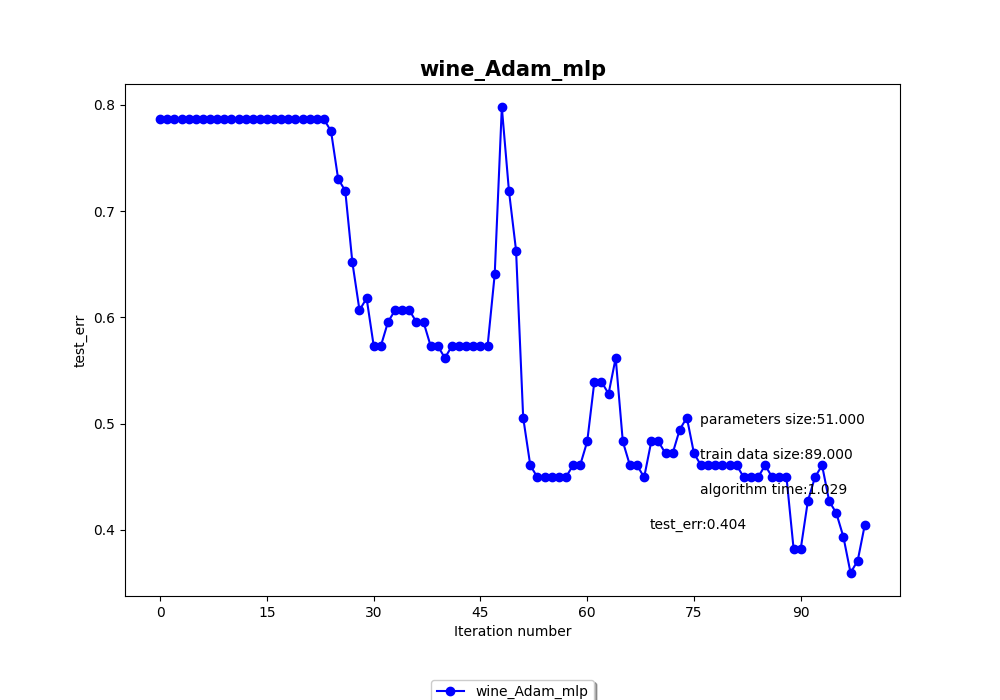 wine_Adam_mlp
0.8
0.7
0.6
0.5
0.4
test_err
parameters size:51.000
train data size:89.000
algorithm time:1.029
test_err:0.404
0 15 30 45 60 75 90
Iteration number
wine_Adam_mlp